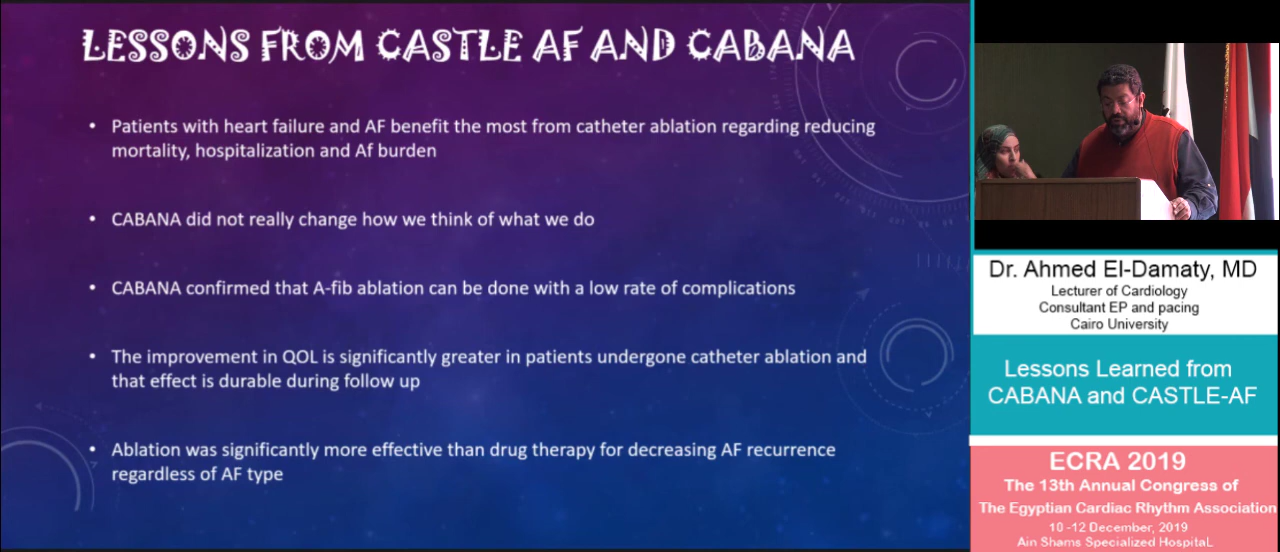 LESSONS FROM CASTLE AF AND CABANA
• Patients with heart failure and AF benefit the most from catheter ablation regarding reducing
mortality, hospitalization and Af burden
• CABANA did not really change how we think of what we do
• CABANA confirmed that A-fib ablation can be done with a low rate of complications
• The improvement in QOL is significantly greater in patients undergone catheter ablation and
that effect is durable during follow up
• Ablation was significantly more effective than drug therapy for decreasing AF recurrence
regardless of AF type
Dr. Ahmed El-Damaty, MD
Lecturer of Cardiology
Consultant EP and pacing
Cairo University
Lessons Learned from
CABANA and CASTLE-AF
ECRA 2019
The 13th Annual Congress of
The Egyptian Cardiac Rhythm Association
10 -12 December, 2019
Ain Shams Specialized HospitaL